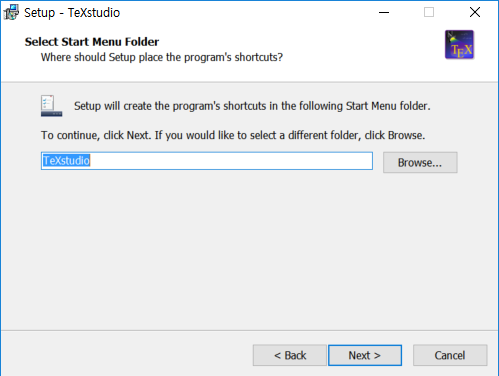 Setup - TeXstudio
Select Start Menu Folder
Where should Setup place the program's shortcuts?
TEX
Setup will create the program's shortcuts in the following Start Menu folder.
To continue, click Next. If you would like to select a different folder, click Browse.
TeXstudio
Browse...
< Back
Next >
Cancel